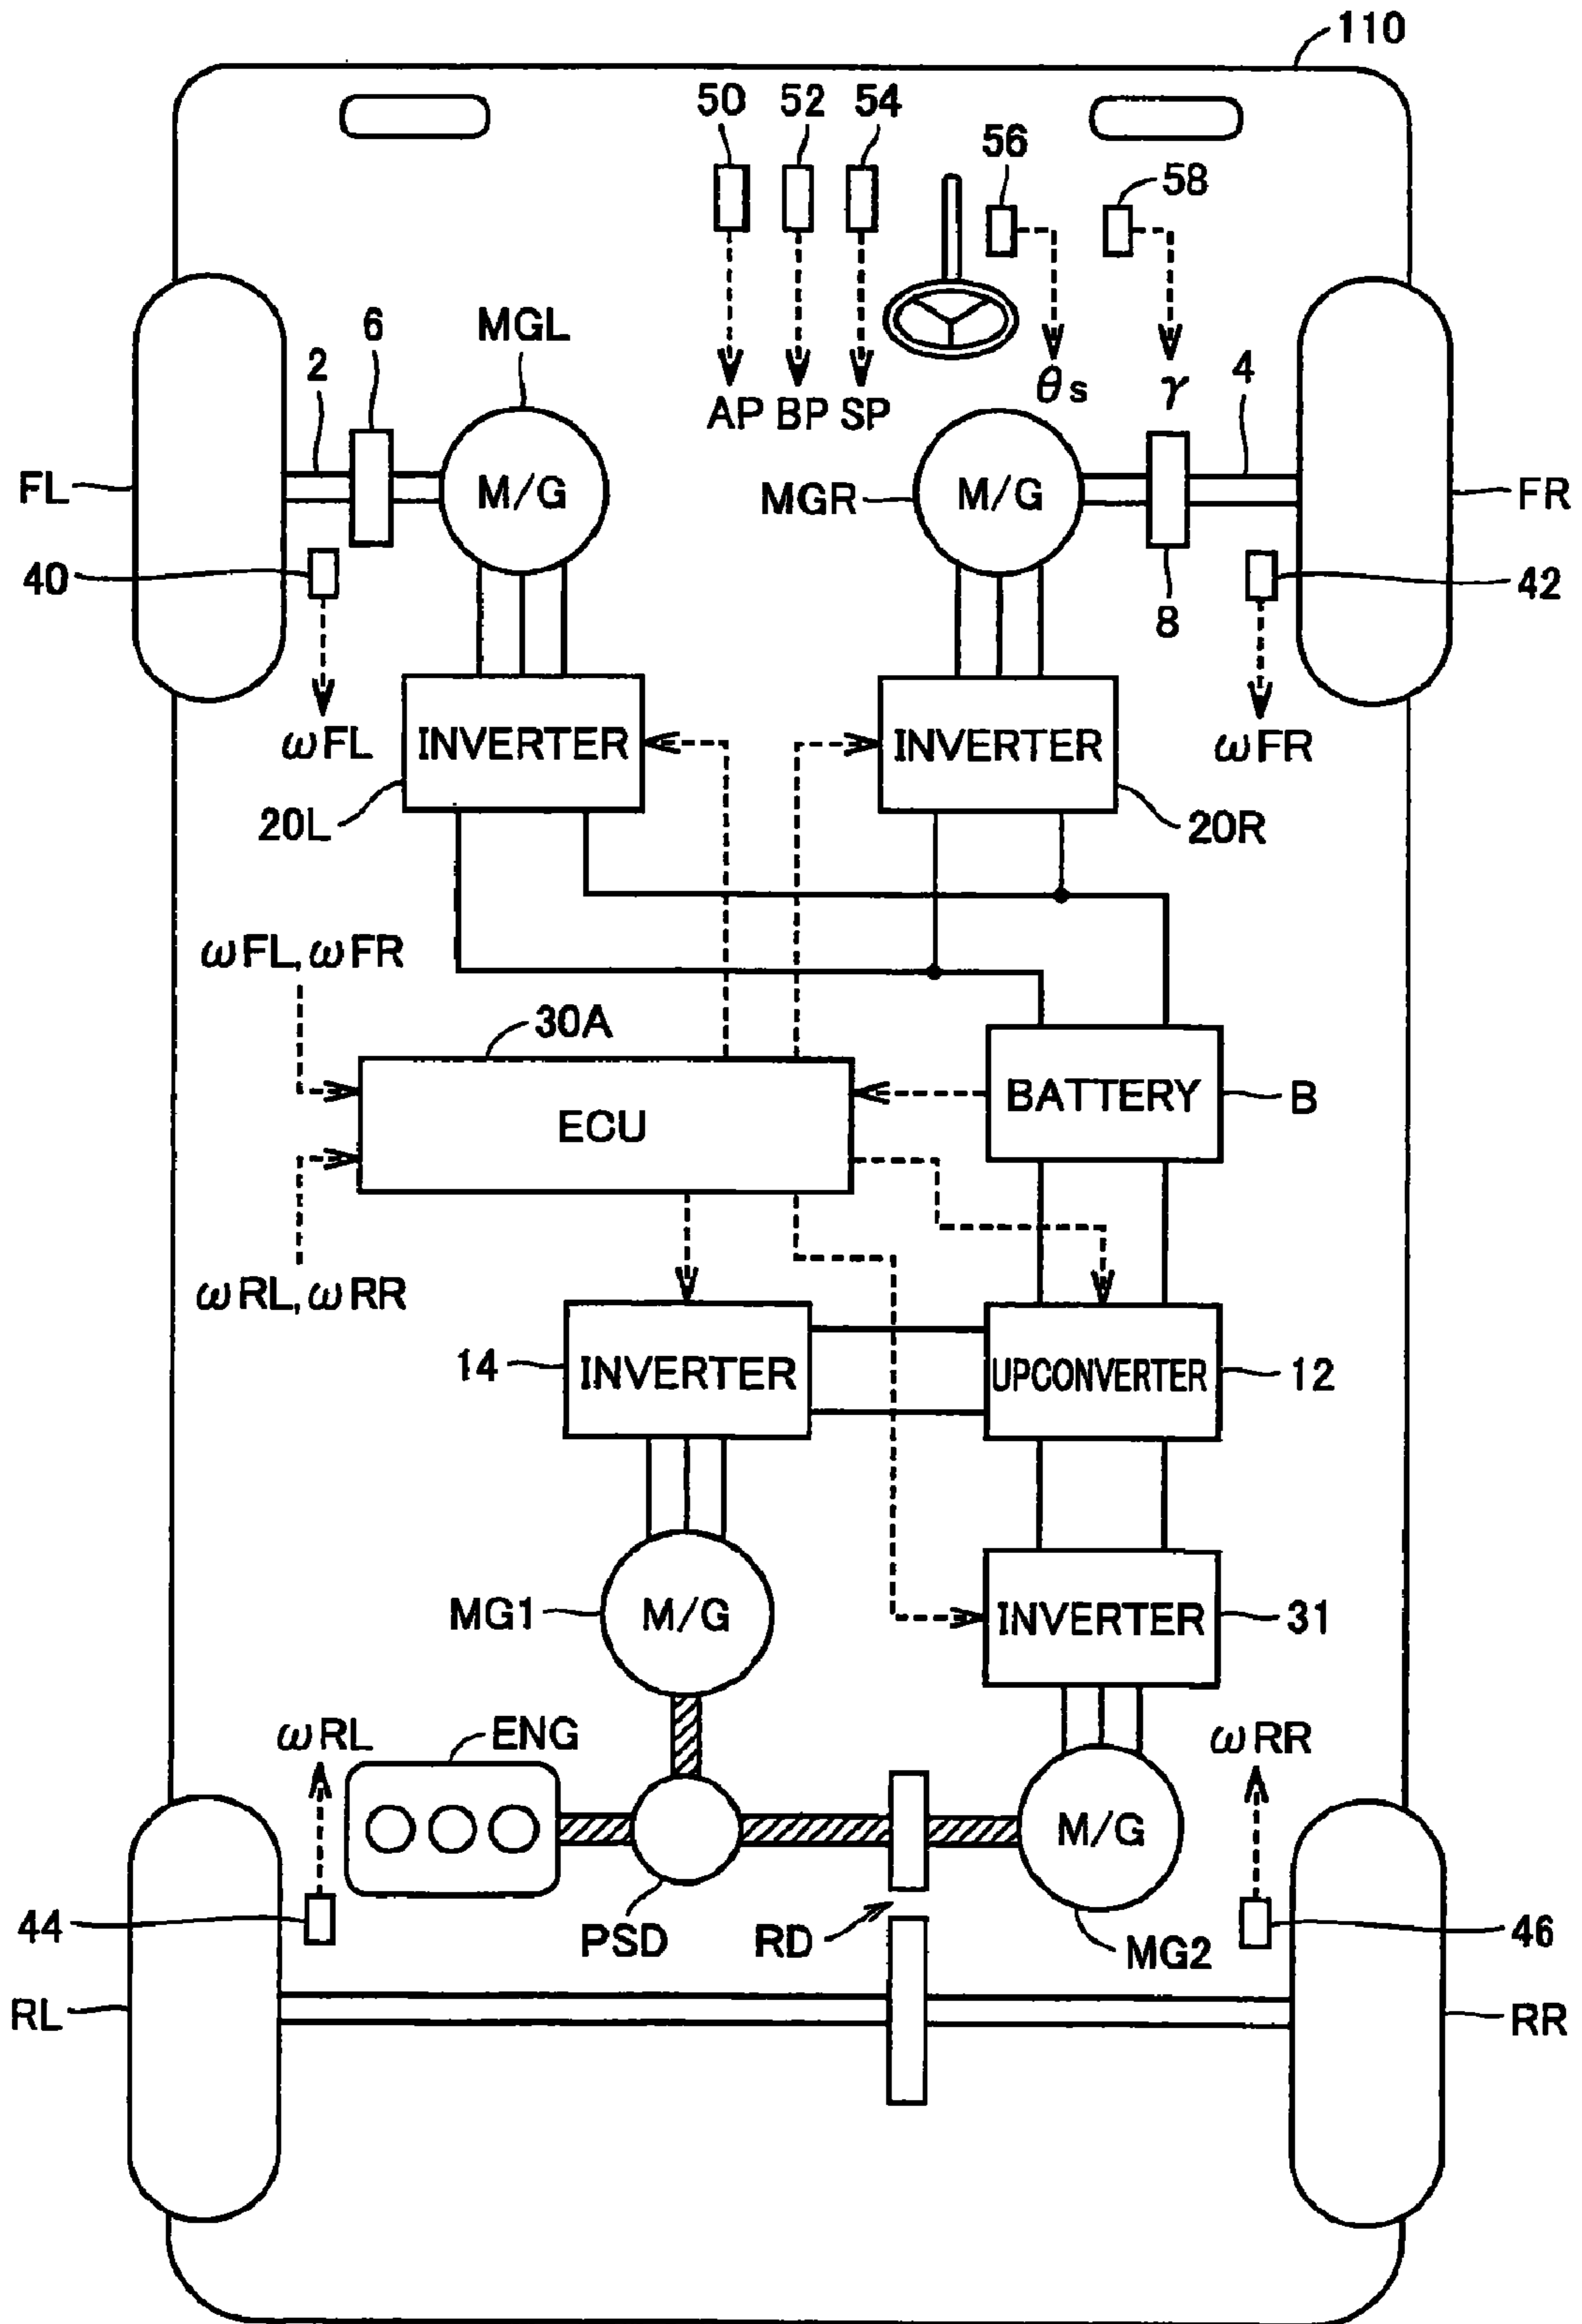 110
50
52
54
56
58
6
MGL
2
AP
BP
SP
θs
γ
4
FL
M/G
MGR
M/G
FR
40
8
42
ωFL
INVERTER
INVERTER
ωFR
20L
20R
ωFL, ωFR
30A
ECU
BATTERY
B
ωRL, ωRR
14
INVERTER
UPCONVERTER
12
MG1
M/G
INVERTER
31
ωRL
ENG
ωRR
M/G
44
PSD
RD
MG2
46
RL
RR